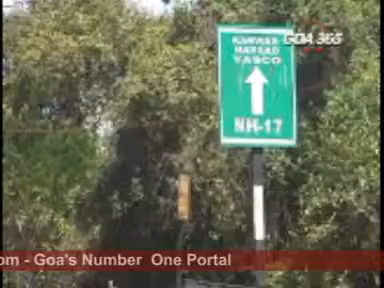 KARWAR
MARGAO
VASCO
NH-17
GOA 365
om - Goa's Number One Portal